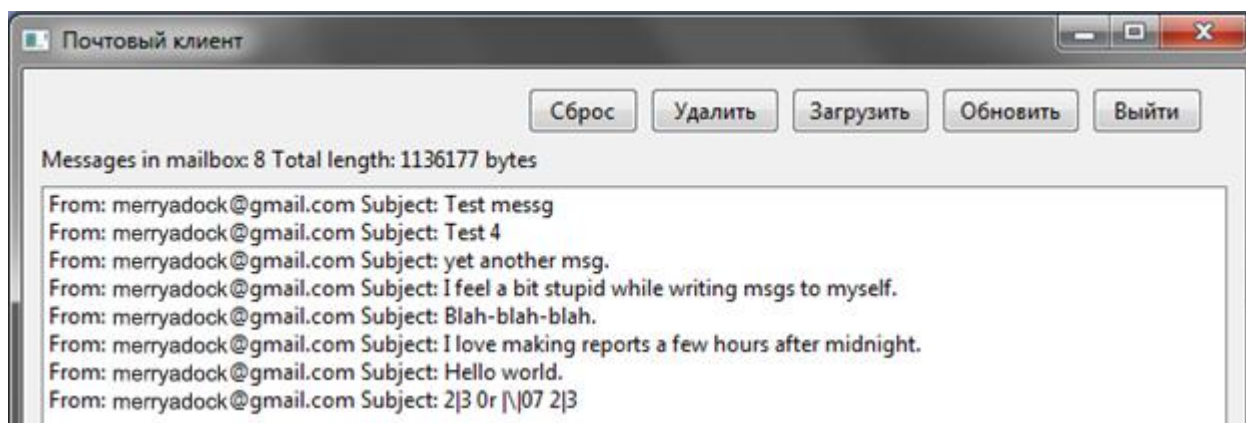 Почтовый клиент
Сброс Удалить Загрузить Обновить Выйти
Messages in mailbox: 8 Total length: 1136177 bytes
From: merryadock@gmail.com Subject: Test messg
From: merryadock@gmail.com Subject: Test 4
From: merryadock@gmail.com Subject: yet another msg.
From: merryadock@gmail.com Subject: I feel a bit stupid while writing msgs to myself.
From: merryadock@gmail.com Subject: Blah-blah-blah.
From: merryadock@gmail.com Subject: I love making reports a few hours after midnight.
From: merryadock@gmail.com Subject: Hello world.
From: merryadock@gmail.com Subject: 2|3 0r |\|07 2|3